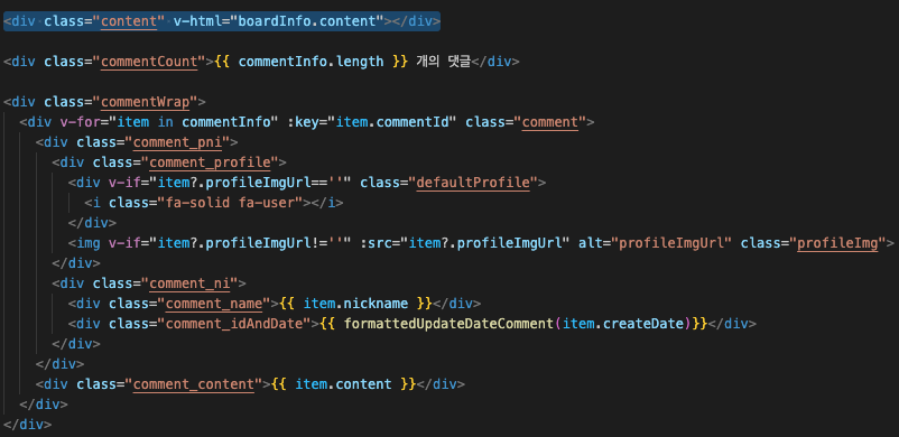 <div class="content" v-html="boardInfo.content"></div>
<div class="commentCount">{{ commentInfo.length }} 개의 댓글</div>
<div class="commentWrap">
<div v-for="item in commentInfo" :key="item.commentId" class="comment">
<div class="comment_pni">
<div class="comment_profile">
<div v-if="item?.profileImgUrl==''" class="defaultProfile">
<i class="fa-solid fa-user"></i>
</div>
<img v-if="item?.profileImgUrl!=''" :src="item?.profileImgUrl" alt="profileImgUrl" class="profileImg">
</div>
<div class="comment_ni">
<div class="comment_name">{{ item.nickname }}</div>
<div class="comment_idAndDate">{{ formattedUpdateDateComment(item.createDate)}}</div>
</div>
</div>
<div class="comment_content">{{ item.content }}</div>
</div>
</div>